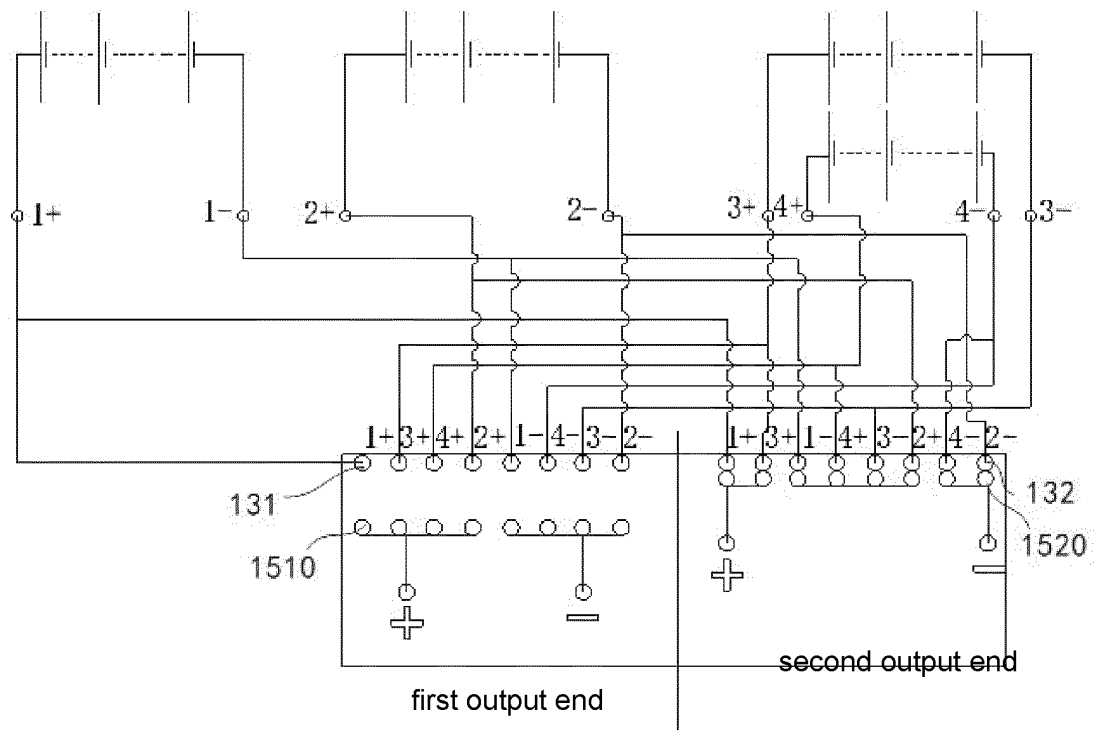 1+ 1- 2+ 2- 3+ 4+ 4- 3-
1+ 3+ 4+ 2+ 1- 4- 3- 2- 1+ 3+ 1- 4+ 3- 2+ 4- 2-
131 132
1510 1520
+ - + -
second output end
first output end